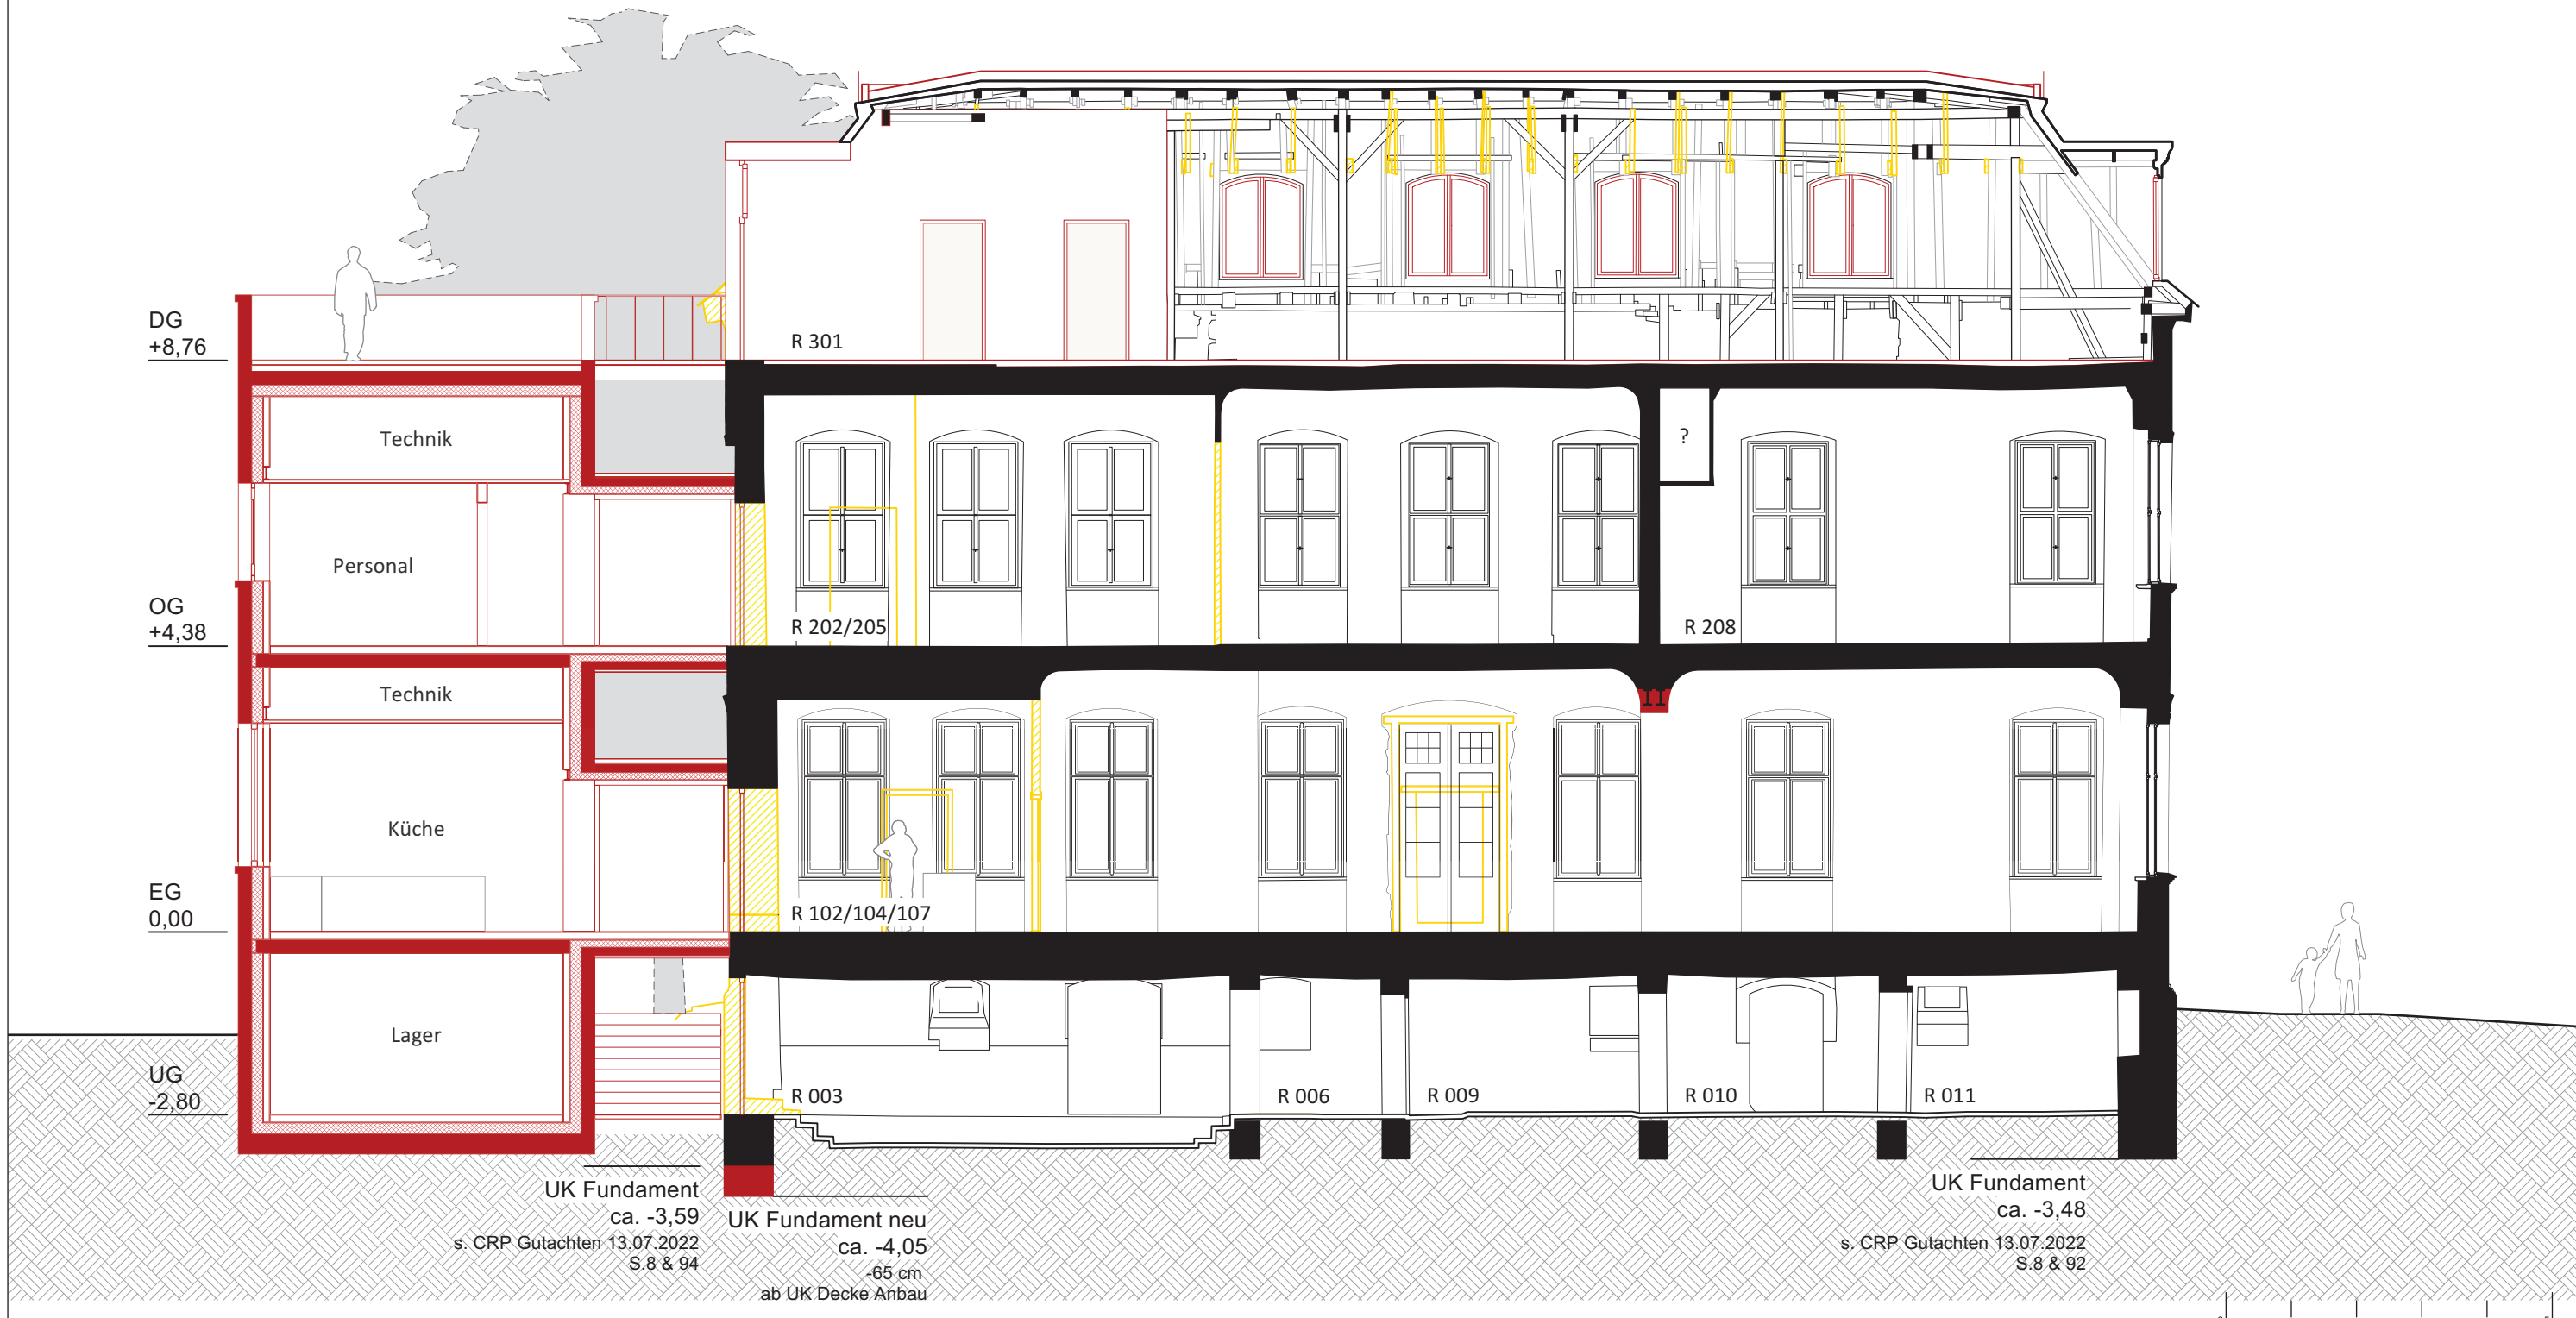 DG
+8,76
R 301
Technik
?
Personal
OG
+4,38
R 202/205
R 208
Technik
Küche
EG
0,00
R 102/104/107
Lager
UG
-2,80
R 003
R 006
R 009
R 010
R 011
UK Fundament
ca. -3,59
s. CRP Gutachten 13.07.2022
S.8 & 94
UK Fundament neu
ca. -4,05
-65 cm
ab UK Decke Anbau
UK Fundament
ca. -3,48
s. CRP Gutachten 13.07.2022
S.8 & 92